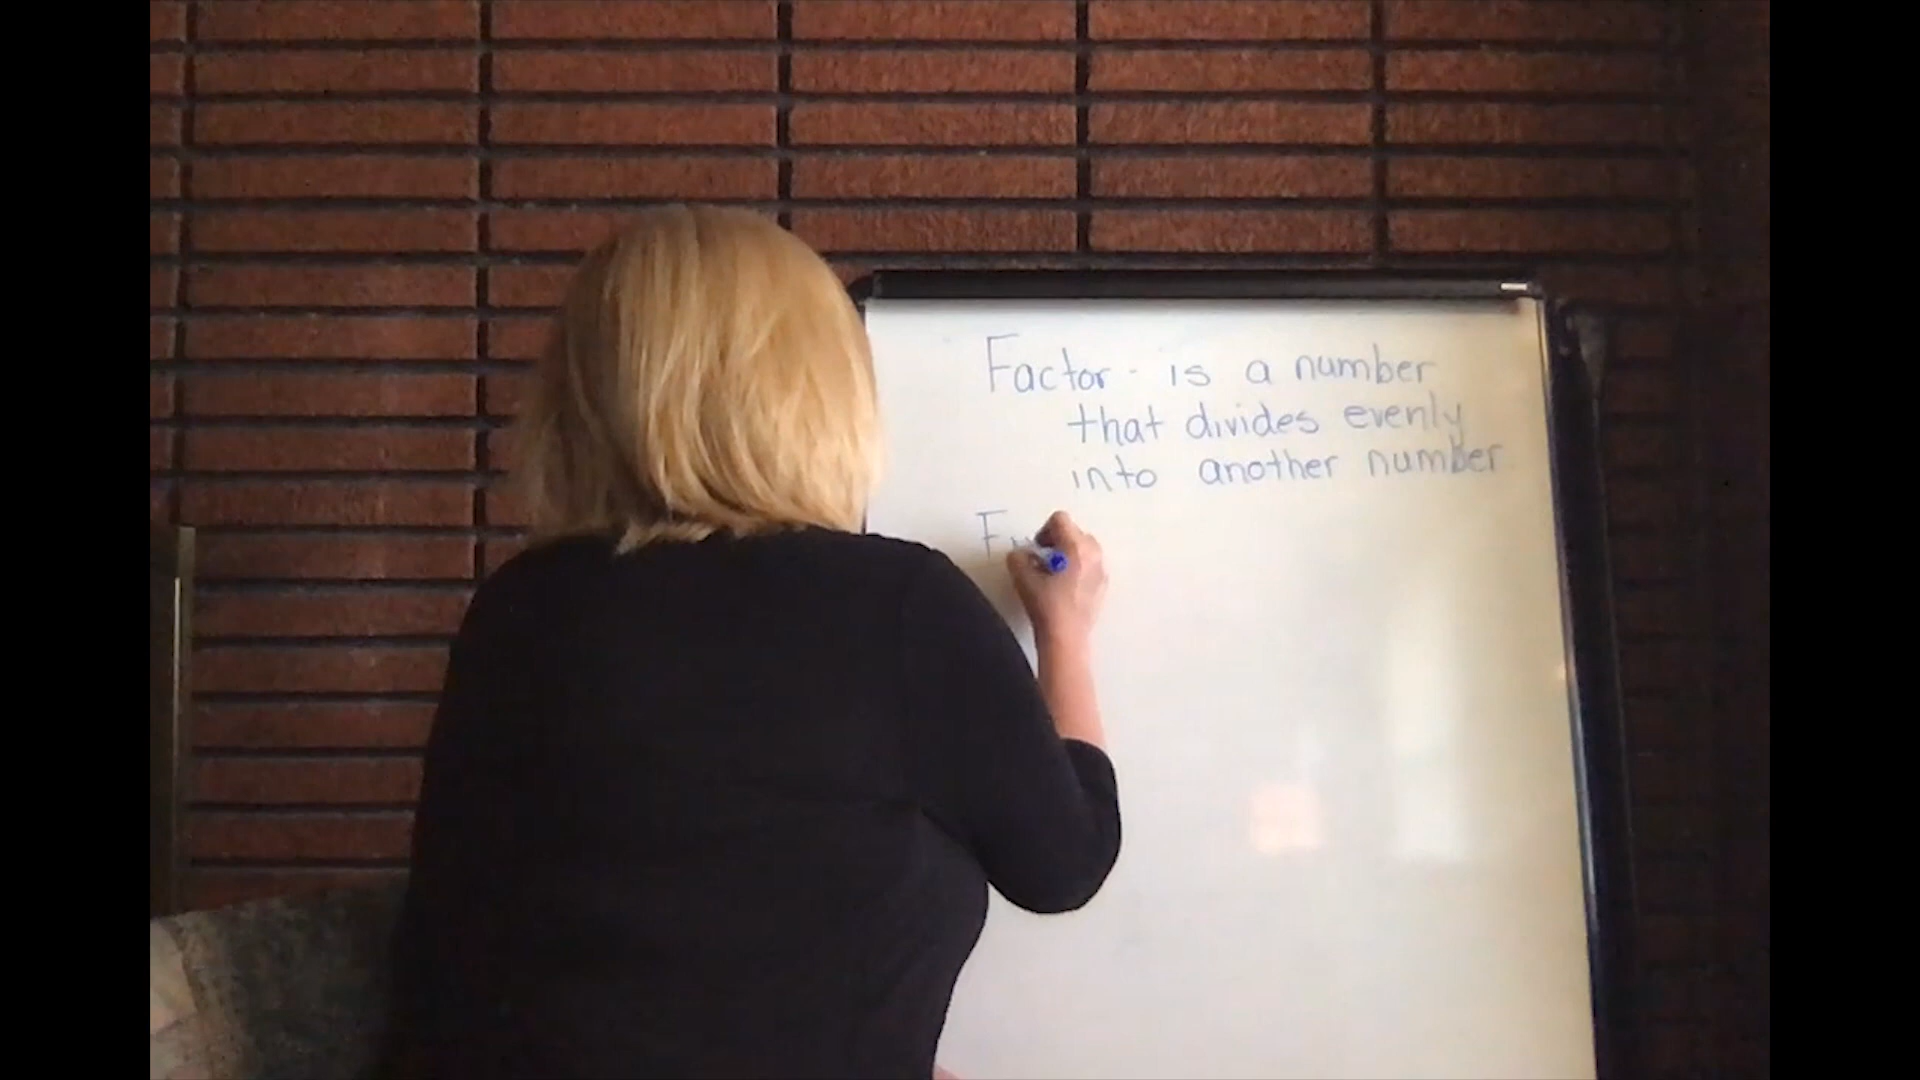 Factor - is a number
that divides evenly
into another number
F